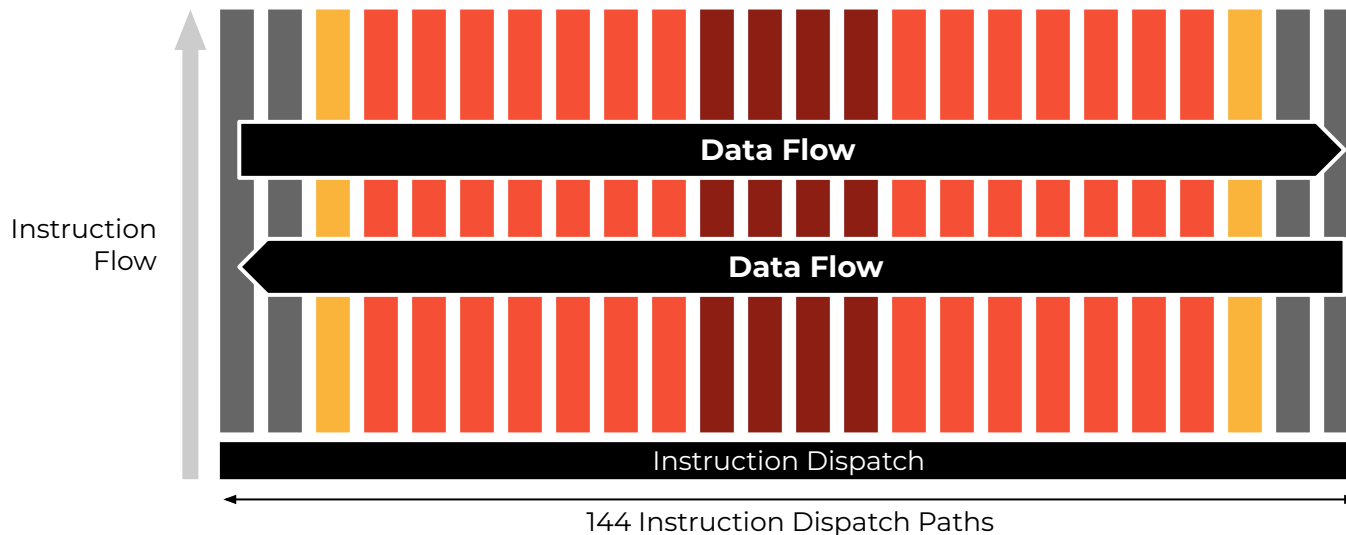 Data Flow
Instruction
Flow
Data Flow
Instruction Dispatch
144 Instruction Dispatch Paths